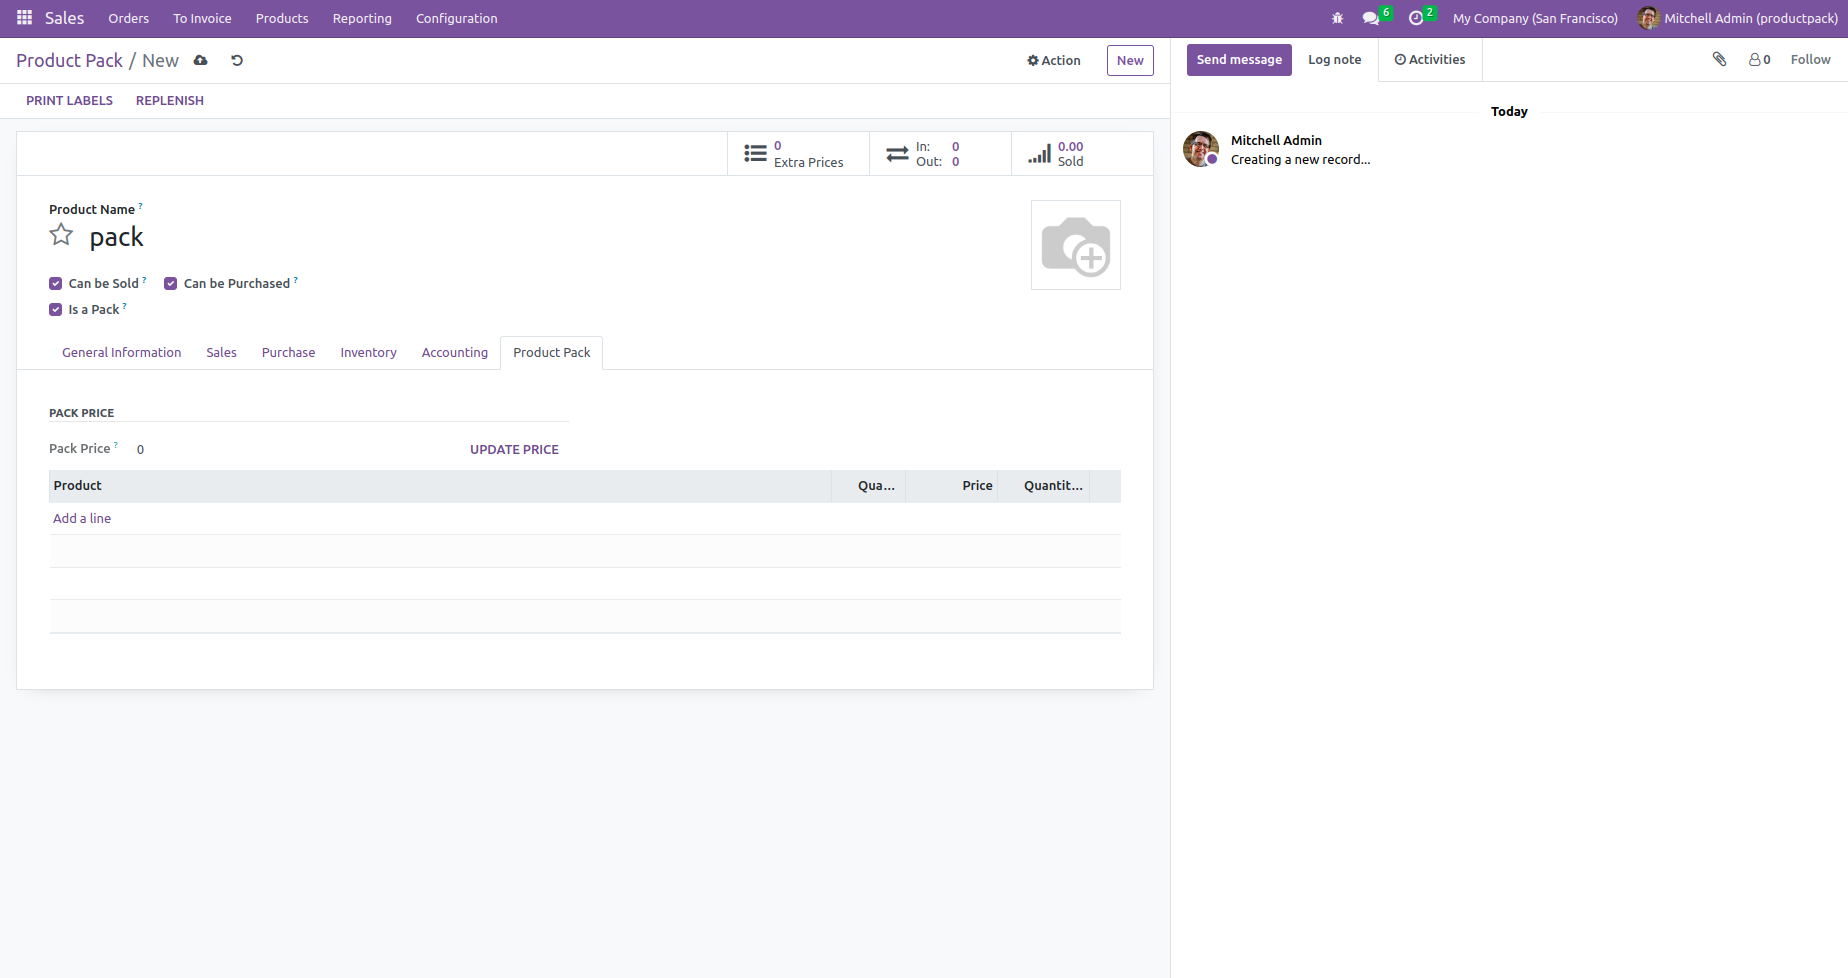 Sales Orders To Invoice Products Reporting Configuration 6 2 My Company (San Francisco) Mitchell Admin (productpack)
Product Pack / New Action New
Send message Log note Activities 0 Follow
PRINT LABELS REPLENISH
0
Extra Prices
In: 0
Out: 0
0.00
Sold
Product Name ?
pack
Can be Sold ? Can be Purchased ?
Is a Pack ?
General Information Sales Purchase Inventory Accounting Product Pack
PACK PRICE
Pack Price ? 0 UPDATE PRICE
Product Qua... Price Quantit...
Add a line
Today
Mitchell Admin
Creating a new record...